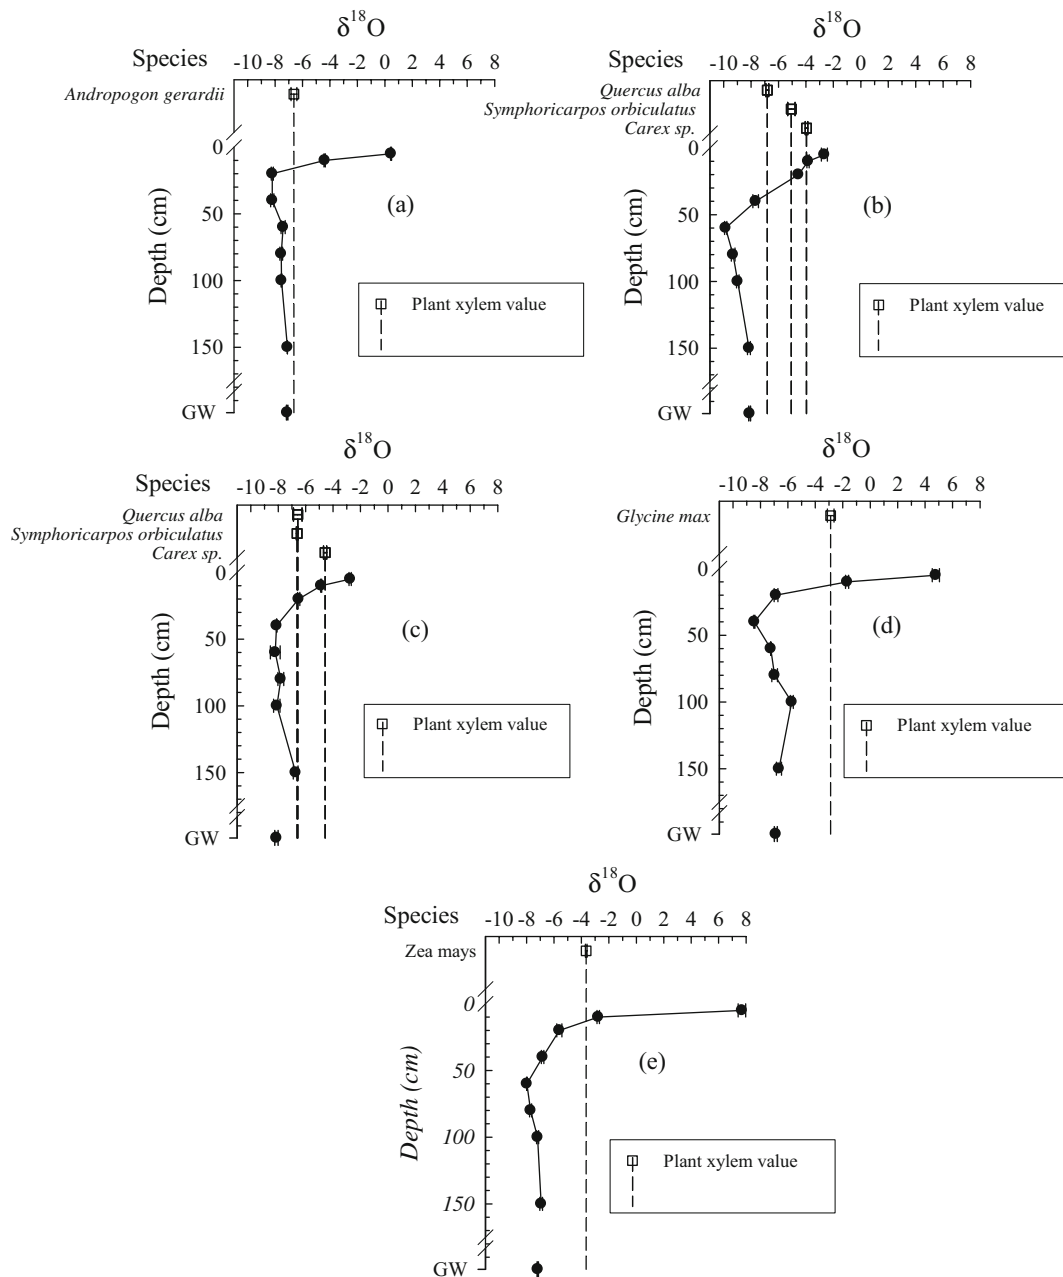 δ18O
Species
-10 -8 -6 -4 -2 0 2 4 6 8
Andropogon gerardii
0
50
100
150
GW
Depth (cm)
(a)
Plant xylem value
δ18O
Species
-10 -8 -6 -4 -2 0 2 4 6 8
Quercus alba
Symphoricarpos orbiculatus
Carex sp.
0
50
100
150
GW
Depth (cm)
(b)
Plant xylem value
δ18O
Species
-10 -8 -6 -4 -2 0 2 4 6 8
Quercus alba
Symphoricarpos orbiculatus
Carex sp.
0
50
100
150
GW
Depth (cm)
(c)
Plant xylem value
δ18O
-10 -8 -6 -4 -2 0 2 4 6 8
Species
Glycine max
0
50
100
150
GW
Depth (cm)
(d)
Plant xylem value
δ18O
Species
-10 -8 -6 -4 -2 0 2 4 6 8
Zea mays
0
50
100
150
GW
Depth (cm)
(e)
Plant xylem value